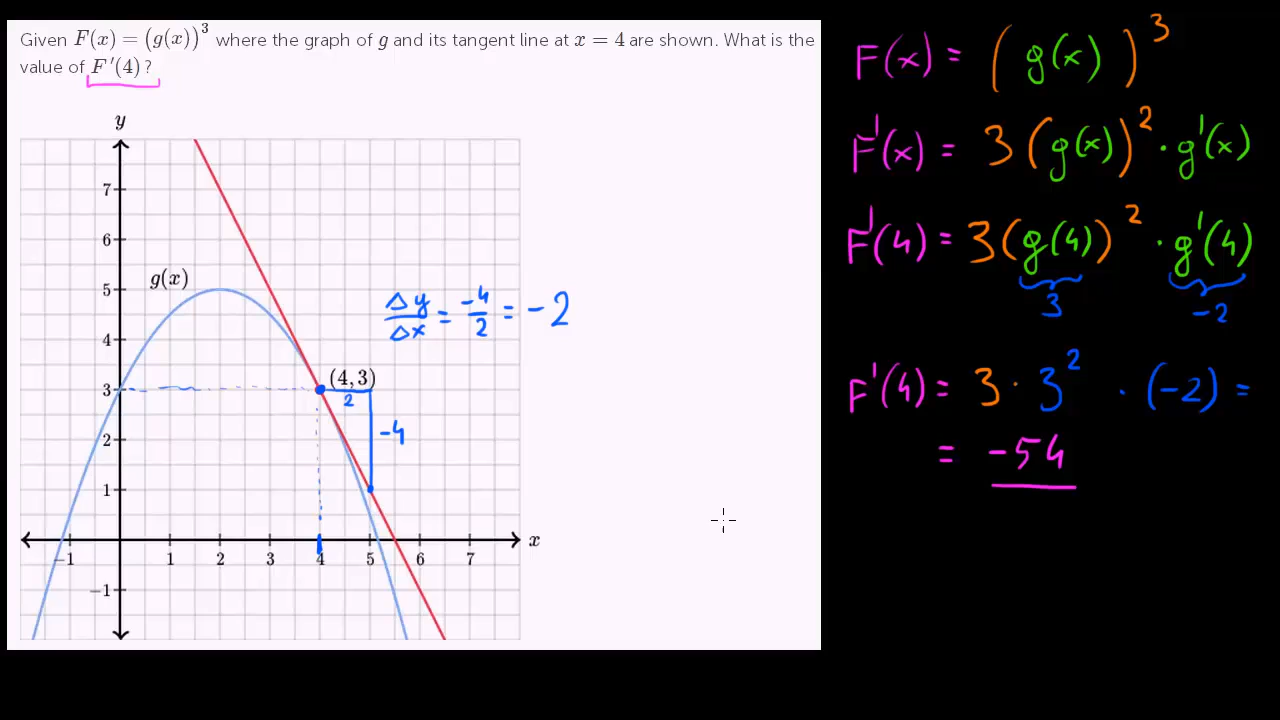 Given F(x) = (g(x))³ where the graph of g and its tangent line at x = 4 are shown. What is the
value of F'(4) ?
y
7
6
5
4
3
2
1
−1
−1
1
2
3
4
5
6
7
x
g(x)
(4, 3)
2
-4
Δy/Δx = -4/2 = -2
F(x) = (g(x))³
F'(x) = 3(g(x))² · g'(x)
F'(4) = 3(g(4))² · g'(4)
3
-2
F'(4) = 3 · 3² · (-2) =
= -54